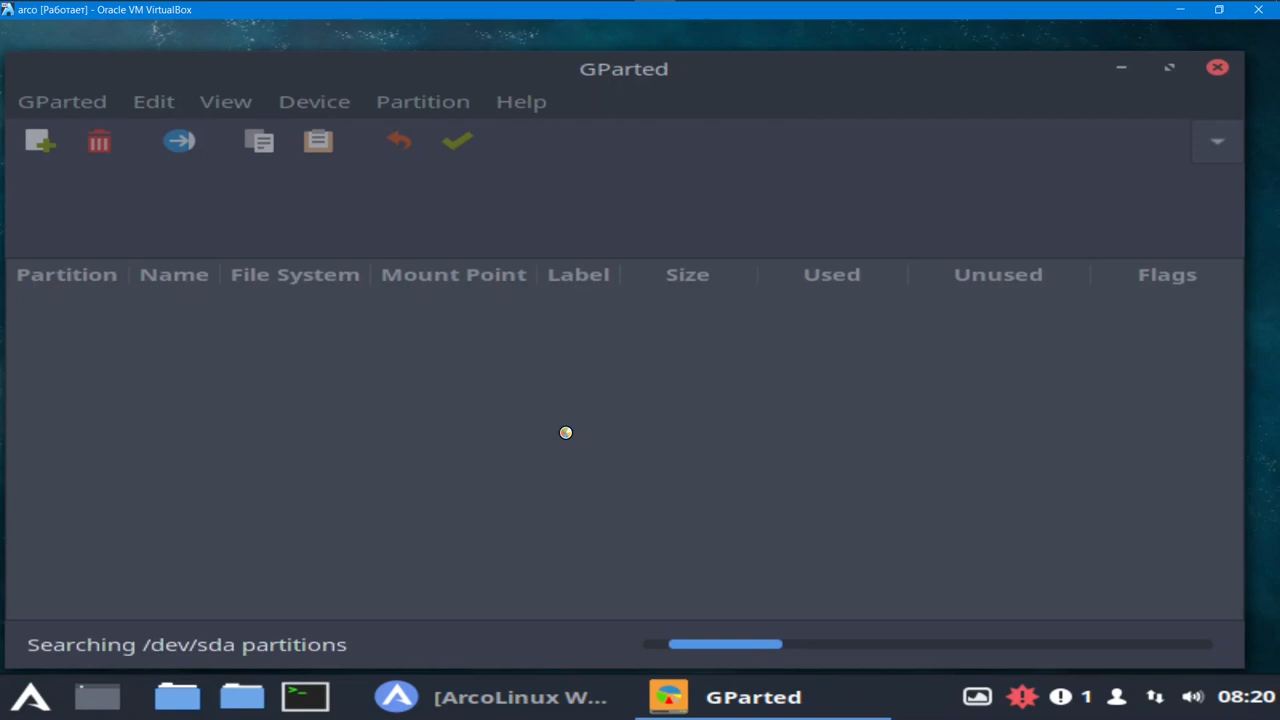 arco [Работает] - Oracle VM VirtualBox
GParted
GParted Edit View Device Partition Help
Partition Name File System Mount Point Label Size Used Unused Flags
Searching /dev/sda partitions
[ArcoLinux W... GParted 1 08:20